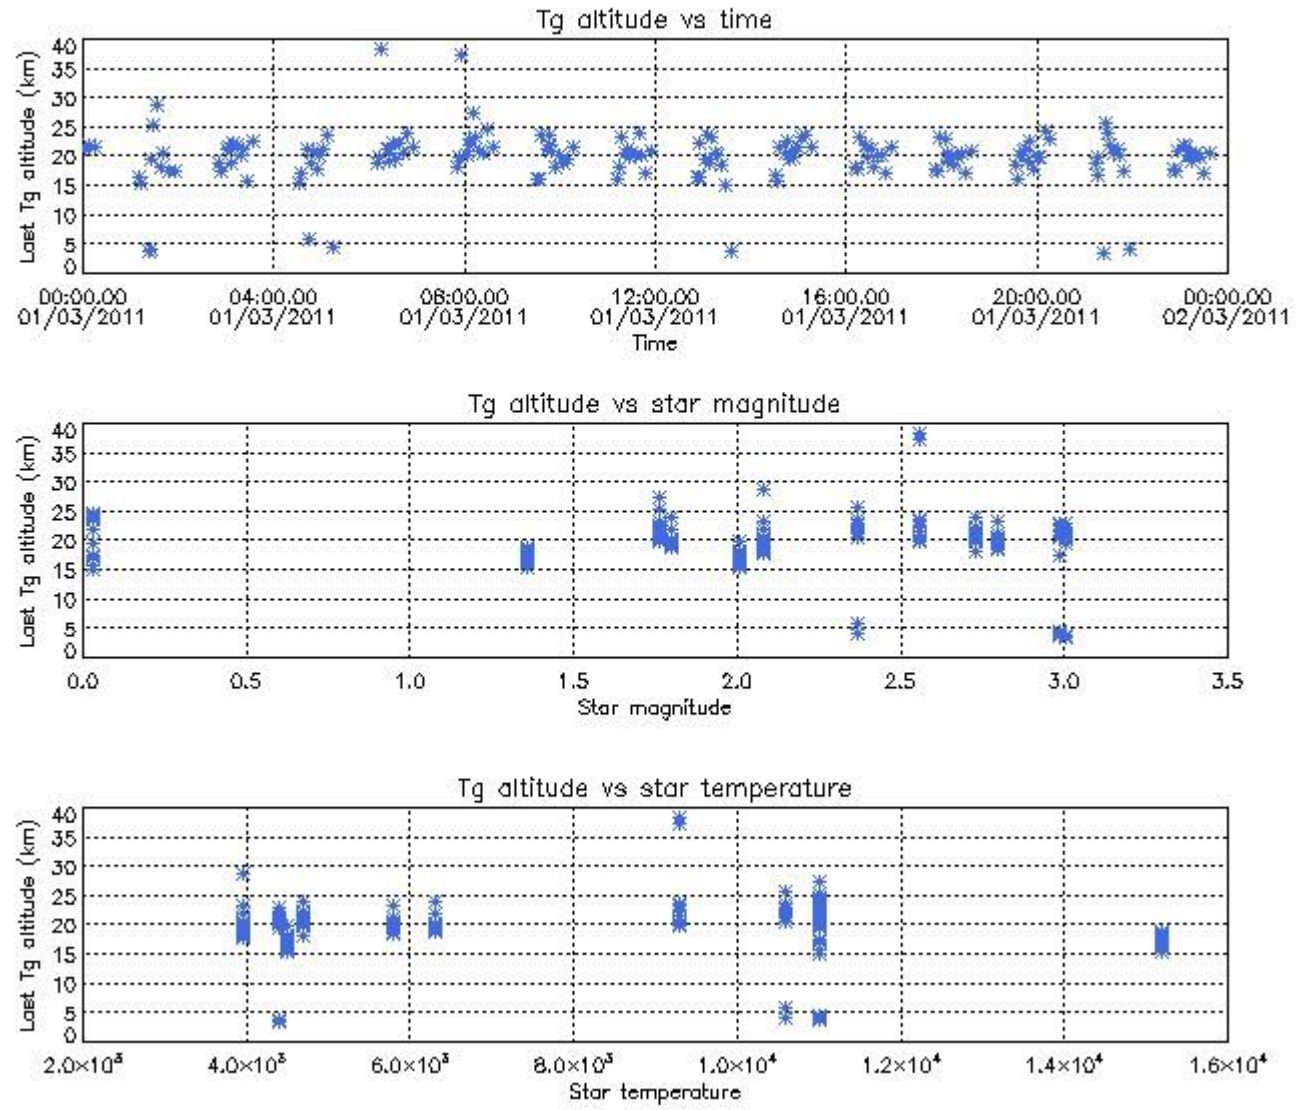 Tg altitude vs time
Last Tg altitude (km)
40
35
30
25
20
15
10
5
0
00:00.00 04:00.00 08:00.00 12:00.00 16:00.00 20:00.00 00:00.00
01/03/2011 01/03/2011 01/03/2011 01/03/2011 01/03/2011 01/03/2011 02/03/2011
Time
Tg altitude vs star magnitude
Last Tg altitude (km)
40
35
30
25
20
15
10
5
0
0.0 0.5 1.0 1.5 2.0 2.5 3.0 3.5
Star magnitude
Tg altitude vs star temperature
Last Tg altitude (km)
40
35
30
25
20
15
10
5
0
2.0×10³ 4.0×10³ 6.0×10³ 8.0×10³ 1.0×10⁴ 1.2×10⁴ 1.4×10⁴ 1.6×10⁴
Star temperature